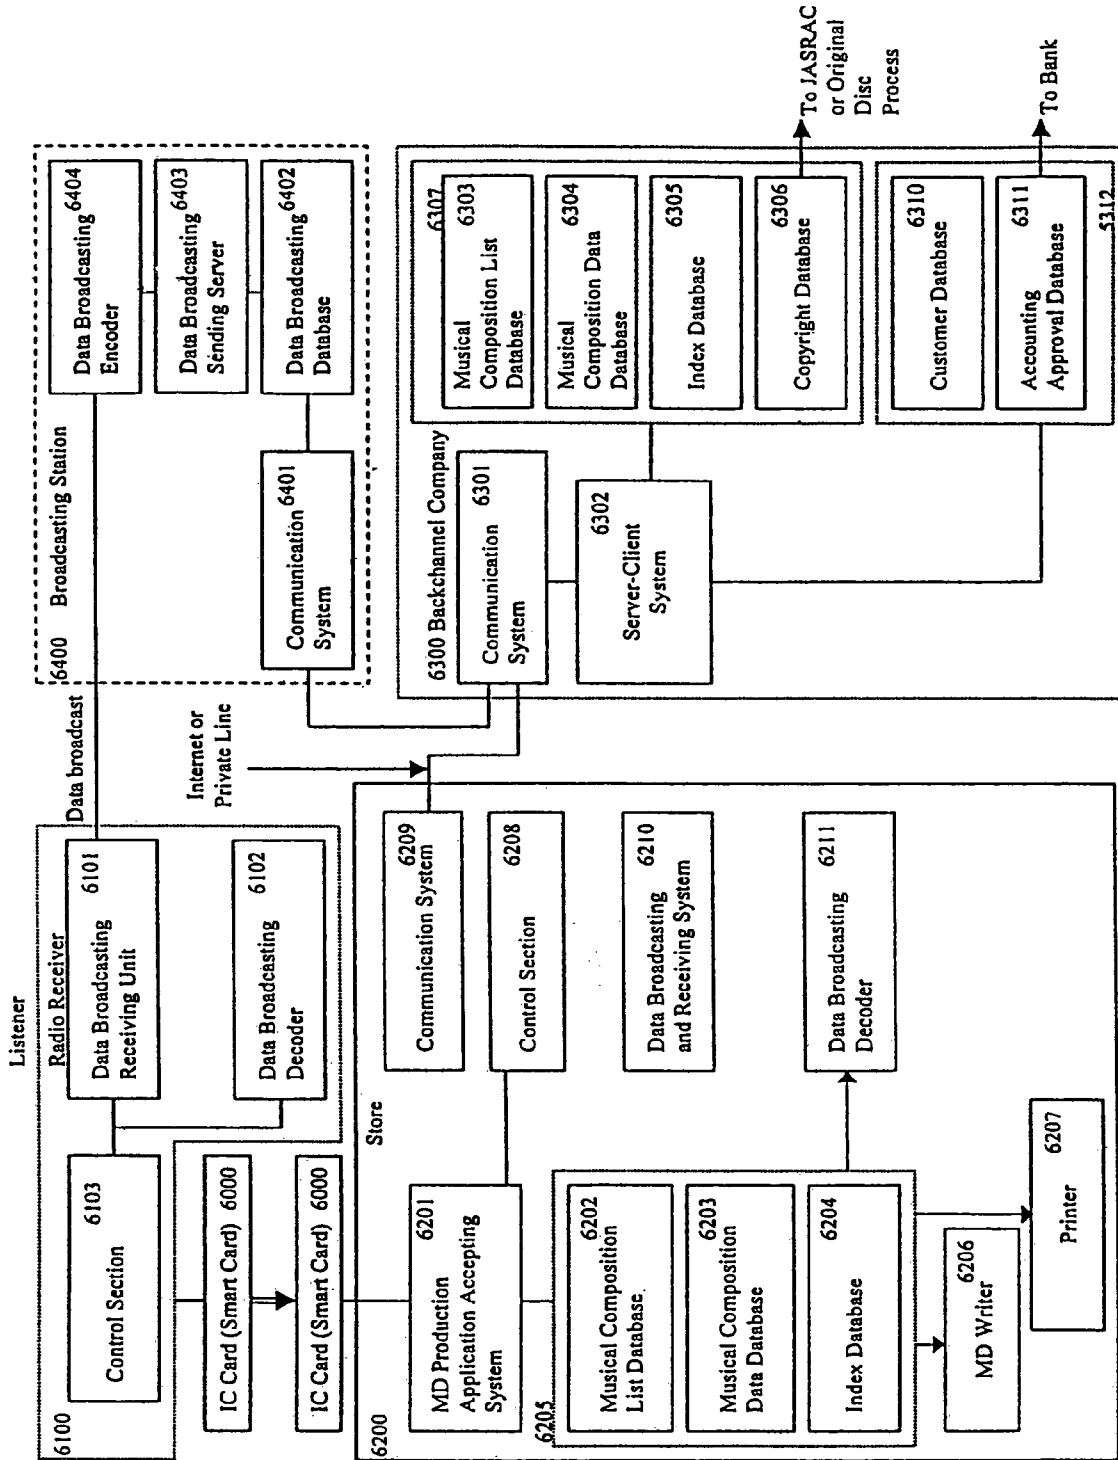 Listener
6100
Radio Receiver
Control Section
6103
Data Broadcasting
Receiving Unit
6101
Data Broadcasting
Decoder
6102
IC Card (Smart Card) 6000
IC Card (Smart Card) 6000
Data broadcast
6400 Broadcasting Station
Data Broadcasting
Encoder
6404
Data Broadcasting
Sending Server
6403
Data Broadcasting
Database
6402
Communication
System
6401
Internet or
Private Line
6200
Store
MD Production
Application Accepting
System
6201
Communication System
6209
Control Section
6208
Data Broadcasting
and Receiving System
6210
Data Broadcasting
Decoder
6211
6205
Musical Composition
List Database
6202
Musical Composition
Data Database
6203
Index Database
6204
MD Writer
6206
Printer
6207
6300 Backchannel Company
Communication
System
6301
Server-Client
System
6302
6307
Musical
Composition List
Database
6303
Musical
Composition Data
Database
6304
Index Database
6305
Copyright Database
6306
To JASRAC
or Original
Disc
Process
Customer Database
6310
Accounting
Approval Database
6311
5312
To Bank